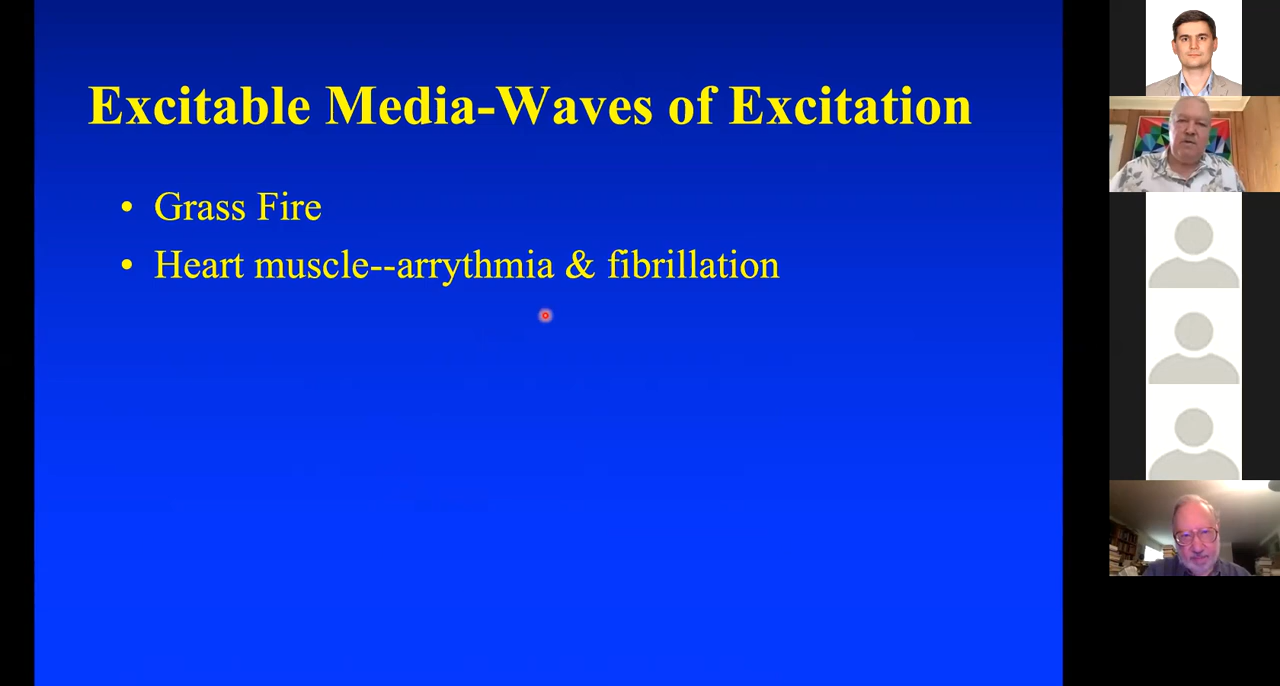 Excitable Media-Waves of Excitation
• Grass Fire
• Heart muscle--arrythmia & fibrillation